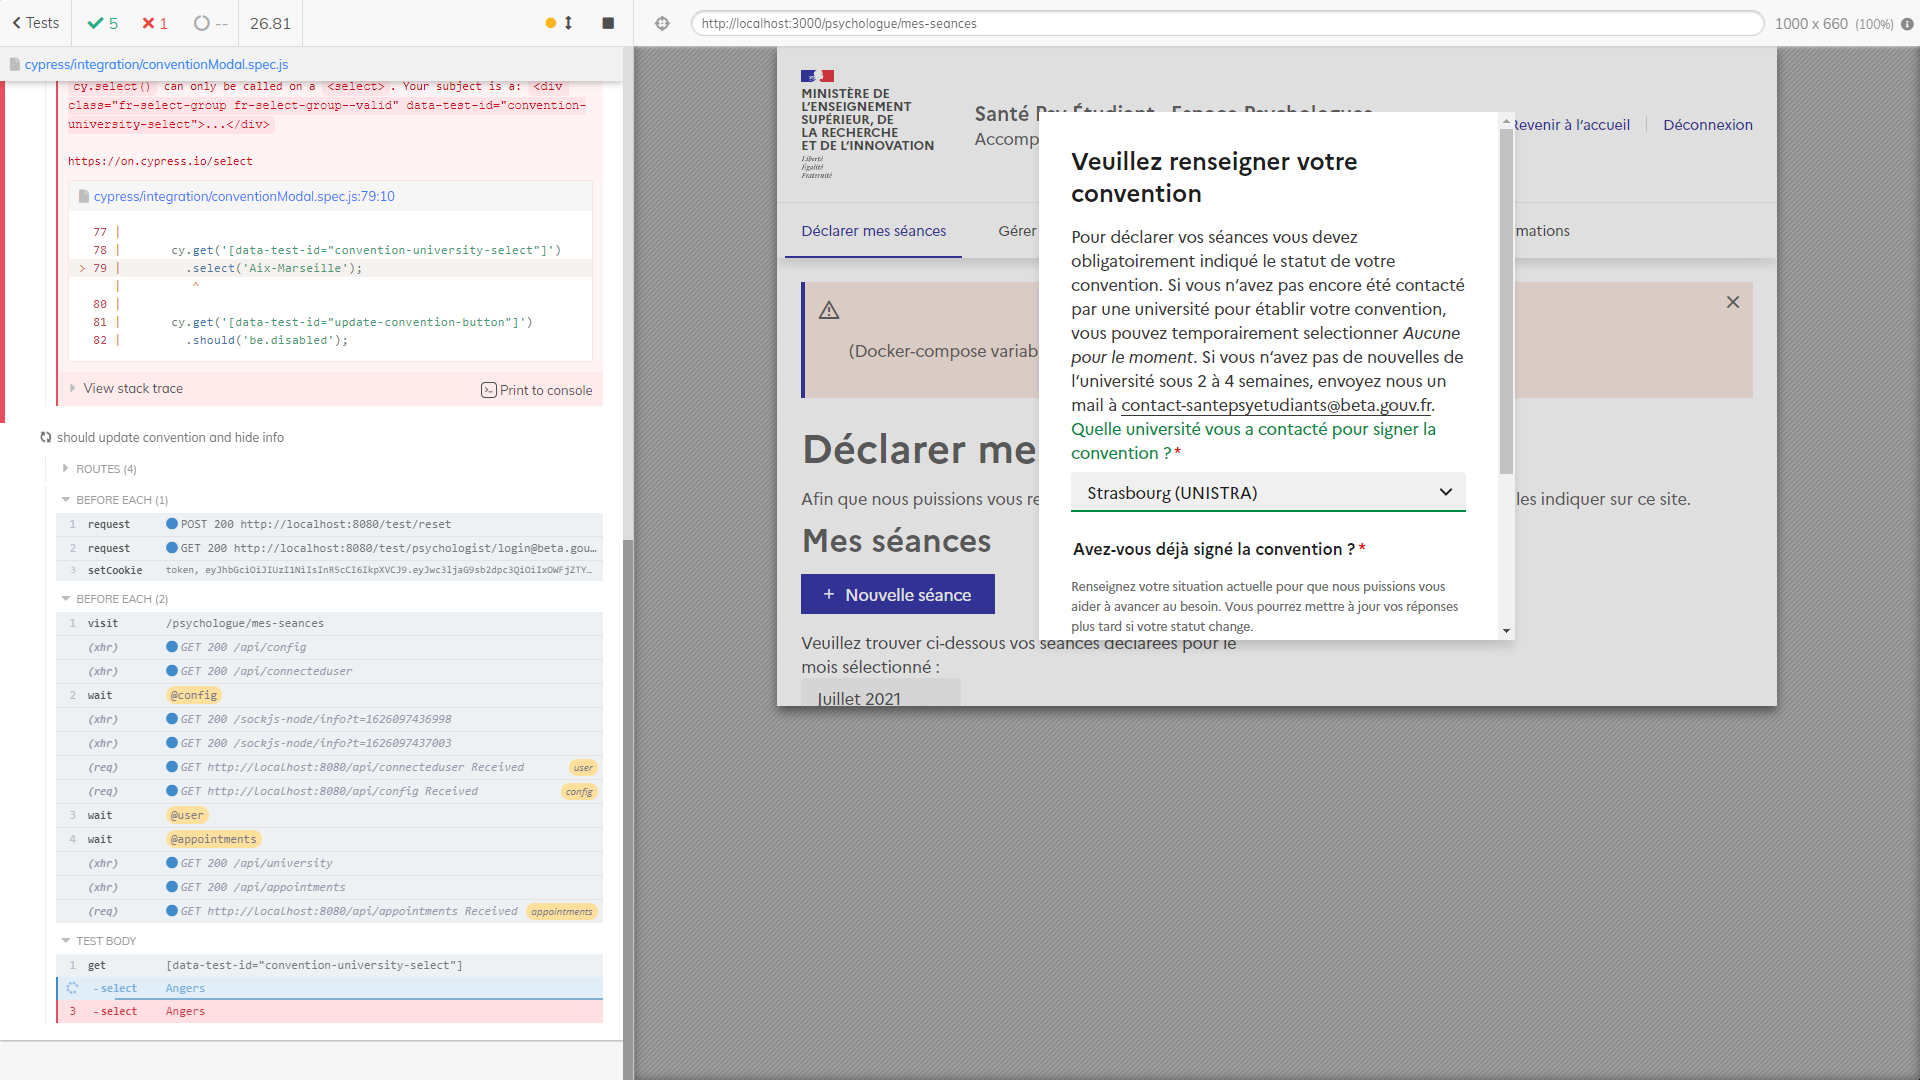 Tests
5
1
--
26.81
http://localhost:3000/psychologue/mes-seances
1000 x 660 (100%)
cypress/integration/conventionModal.spec.js
cy.select() can only be called on a <select>. Your subject is a: <div
class="fr-select-group fr-select-group--valid" data-test-id="convention-
university-select">...</div>
https://on.cypress.io/select
cypress/integration/conventionModal.spec.js:79:10
77 |
78 | cy.get('[data-test-id="convention-university-select"]')
> 79 | .select('Aix-Marseille');
| ^
80 |
81 | cy.get('[data-test-id="update-convention-button"]')
82 | .should('be.disabled');
View stack trace
Print to console
should update convention and hide info
ROUTES (4)
BEFORE EACH (1)
1 request POST 200 http://localhost:8080/test/reset
2 request GET 200 http://localhost:8080/test/psychologist/login@beta.gou…
3 setCookie token, eyJhbGciOiJIUzI1NiIsInR5cCI6IkpXVCJ9.eyJwc3ljaG9sb2dpc3QiOiIxOWFjZTY…
BEFORE EACH (2)
1 visit /psychologue/mes-seances
(xhr) GET 200 /api/config
(xhr) GET 200 /api/connecteduser
2 wait @config
(xhr) GET 200 /sockjs-node/info?t=1626097436998
(xhr) GET 200 /sockjs-node/info?t=1626097437003
(req) GET http://localhost:8080/api/connecteduser Received user
(req) GET http://localhost:8080/api/config Received config
3 wait @user
4 wait @appointments
(xhr) GET 200 /api/university
(xhr) GET 200 /api/appointments
(req) GET http://localhost:8080/api/appointments Received appointments
TEST BODY
1 get [data-test-id="convention-university-select"]
-select Angers
3 -select Angers
MINISTÈRE DE
L'ENSEIGNEMENT
SUPÉRIEUR, DE
LA RECHERCHE
ET DE L'INNOVATION
Liberté
Égalité
Fraternité
Santé Psy Étudiant - Espace Psychologues
Accomp
Revenir à l'accueil
Déconnexion
Déclarer mes séances
Gérer
mations
(Docker-compose variab
Déclarer me
Afin que nous puissions vous re
les indiquer sur ce site.
Mes séances
+ Nouvelle séance
Veuillez trouver ci-dessous vos séances déclarées pour le
mois sélectionné :
Juillet 2021
Veuillez renseigner votre
convention
Pour déclarer vos séances vous devez
obligatoirement indiqué le statut de votre
convention. Si vous n'avez pas encore été contacté
par une université pour établir votre convention,
vous pouvez temporairement selectionner Aucune
pour le moment. Si vous n'avez pas de nouvelles de
l'université sous 2 à 4 semaines, envoyez nous un
mail à contact-santepsyetudiants@beta.gouv.fr.
Quelle université vous a contacté pour signer la
convention ? *
Strasbourg (UNISTRA)
Avez-vous déjà signé la convention ? *
Renseignez votre situation actuelle pour que nous puissions vous
aider à avancer au besoin. Vous pourrez mettre à jour vos réponses
plus tard si votre statut change.